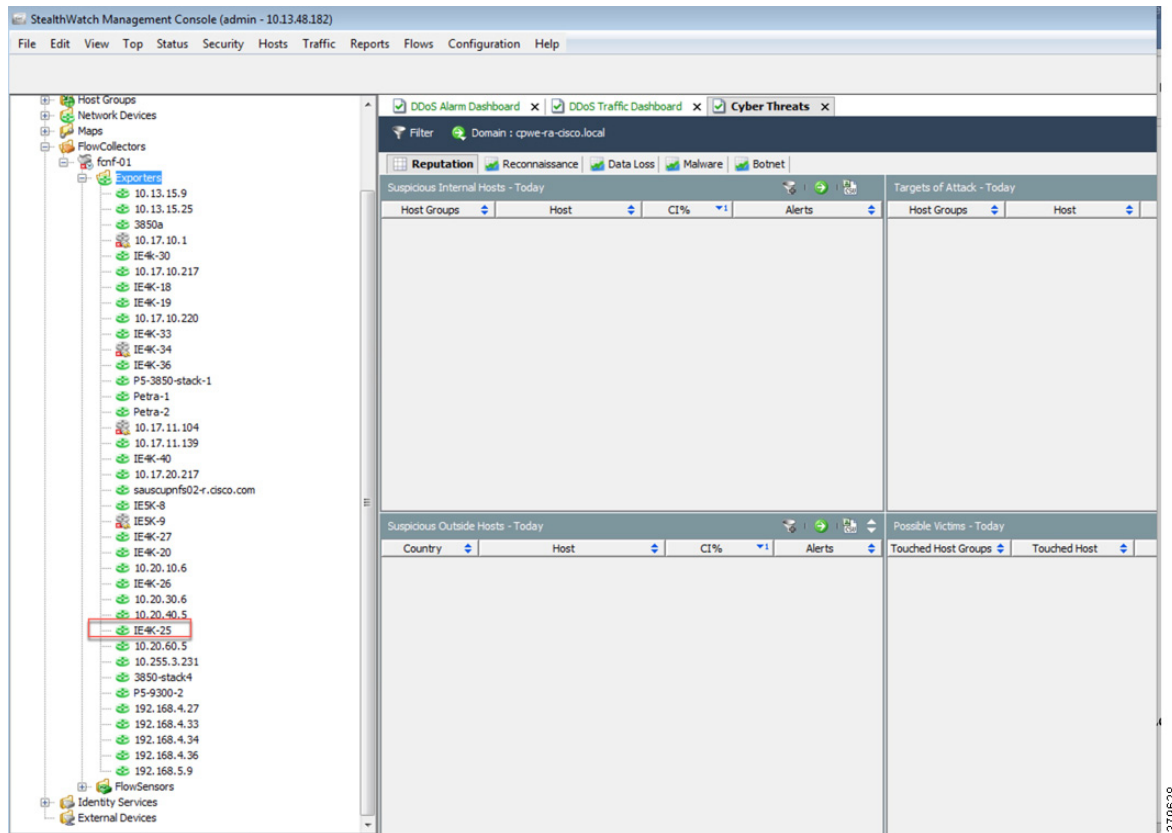 StealthWatch Management Console (admin - 10.13.48.182)
File Edit View Top Status Security Hosts Traffic Reports Flows Configuration Help
Host Groups
Network Devices
Maps
FlowCollectors
fcnf-01
Exporters
10.13.15.9
10.13.15.25
3850a
10.17.10.1
IE4k-30
10.17.10.217
IE4K-18
IE4K-19
10.17.10.220
IE4K-33
IE4K-34
IE4K-36
P5-3850-stack-1
Petra-1
Petra-2
10.17.11.104
10.17.11.139
IE4K-40
10.17.20.217
sauscupnfs02-r.cisco.com
IE5K-8
IE5K-9
IE4K-27
IE4K-20
10.20.10.6
IE4K-26
10.20.30.6
10.20.40.5
IE4K-25
10.20.60.5
10.255.3.231
3850-stack4
P5-9300-2
192.168.4.27
192.168.4.33
192.168.4.34
192.168.4.36
192.168.5.9
FlowSensors
Identity Services
External Devices
DDoS Alarm Dashboard x DDoS Traffic Dashboard x Cyber Threats x
Filter Domain : cpwe-ra-cisco.local
Reputation Reconnaissance Data Loss Malware Botnet
Suspicious Internal Hosts - Today
Host Groups Host CI% 1 Alerts
Targets of Attack - Today
Host Groups Host
Suspicious Outside Hosts - Today
Country Host CI% 1 Alerts
Possible Victims - Today
Touched Host Groups Touched Host
379628